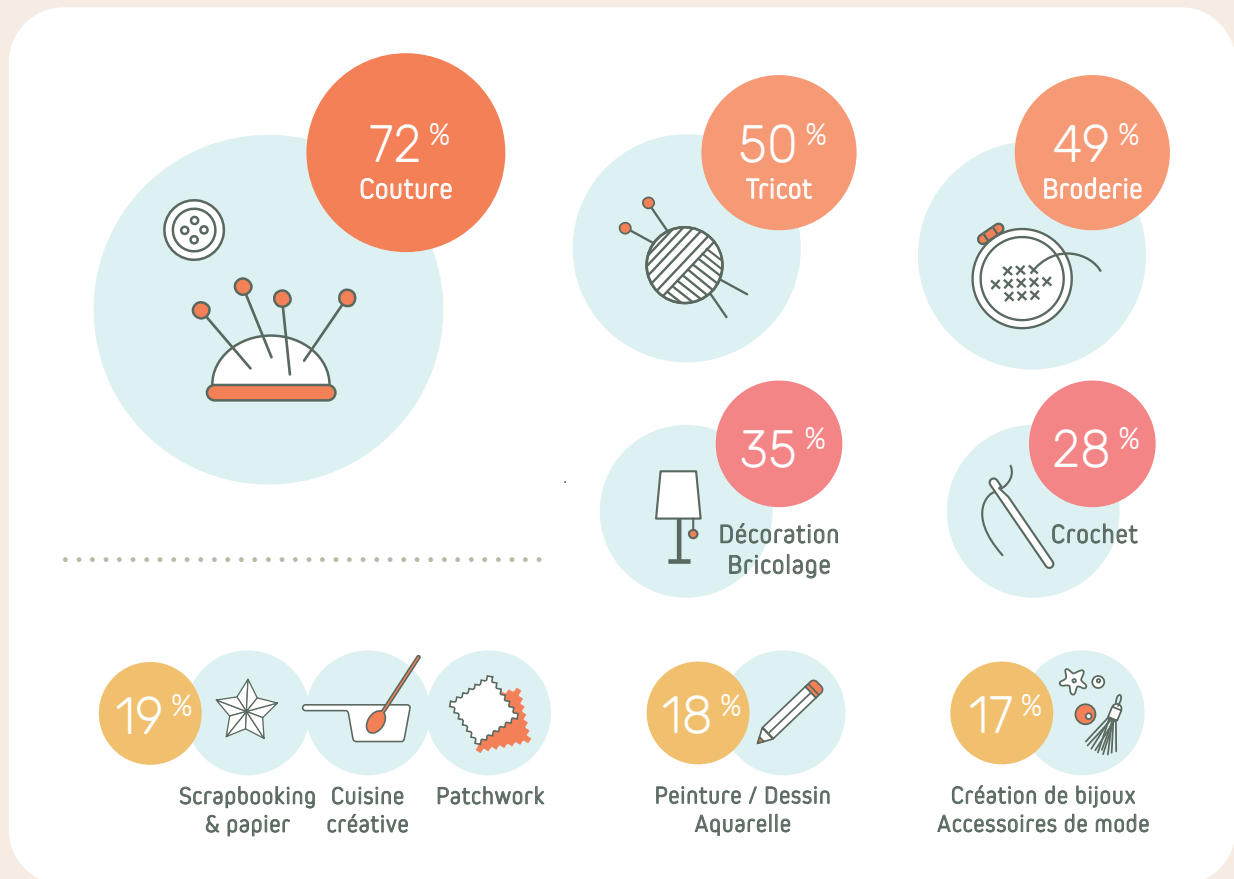 72 %
Couture
50 %
Tricot
49 %
Broderie
35 %
Décoration
Bricolage
28 %
Crochet
19 %
Scrapbooking
& papier
Cuisine
créative
Patchwork
18 %
Peinture / Dessin
Aquarelle
17 %
Création de bijoux
Accessoires de mode